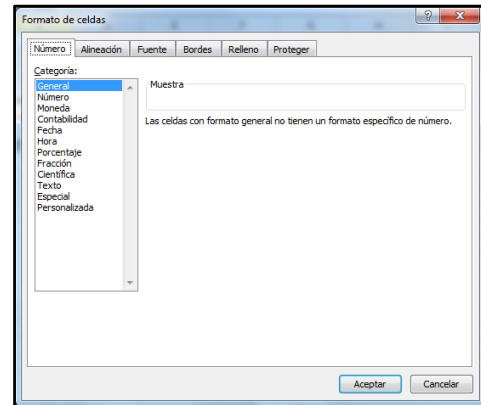 Formato de celdas
?
X
Número Alineación Fuente Bordes Relleno Proteger
Categoría:
General
Número
Moneda
Contabilidad
Fecha
Hora
Porcentaje
Fracción
Científica
Texto
Especial
Personalizada
Muestra
Las celdas con formato general no tienen un formato específico de número.
Aceptar Cancelar